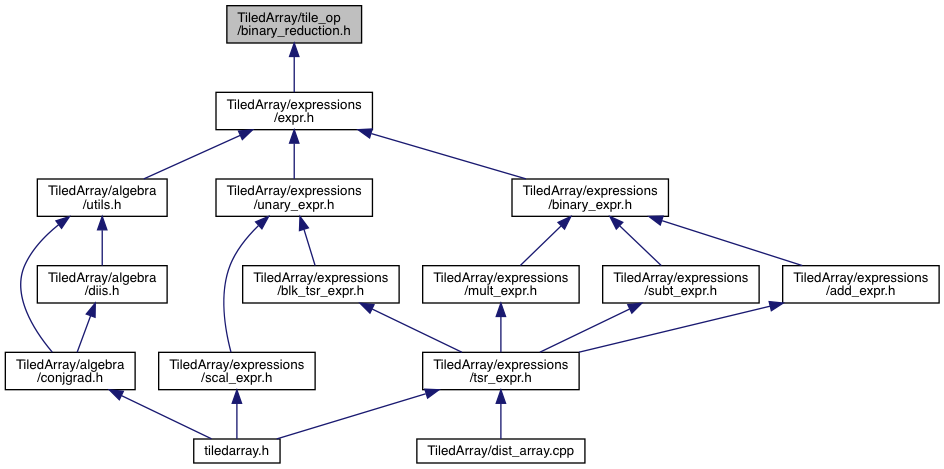 TiledArray/tile_op
/binary_reduction.h
TiledArray/expressions
/expr.h
TiledArray/algebra
/utils.h
TiledArray/expressions
/unary_expr.h
TiledArray/expressions
/binary_expr.h
TiledArray/algebra
/diis.h
TiledArray/expressions
/blk_tsr_expr.h
TiledArray/expressions
/mult_expr.h
TiledArray/expressions
/subt_expr.h
TiledArray/expressions
/add_expr.h
TiledArray/algebra
/conjgrad.h
TiledArray/expressions
/scal_expr.h
TiledArray/expressions
/tsr_expr.h
tiledarray.h
TiledArray/dist_array.cpp